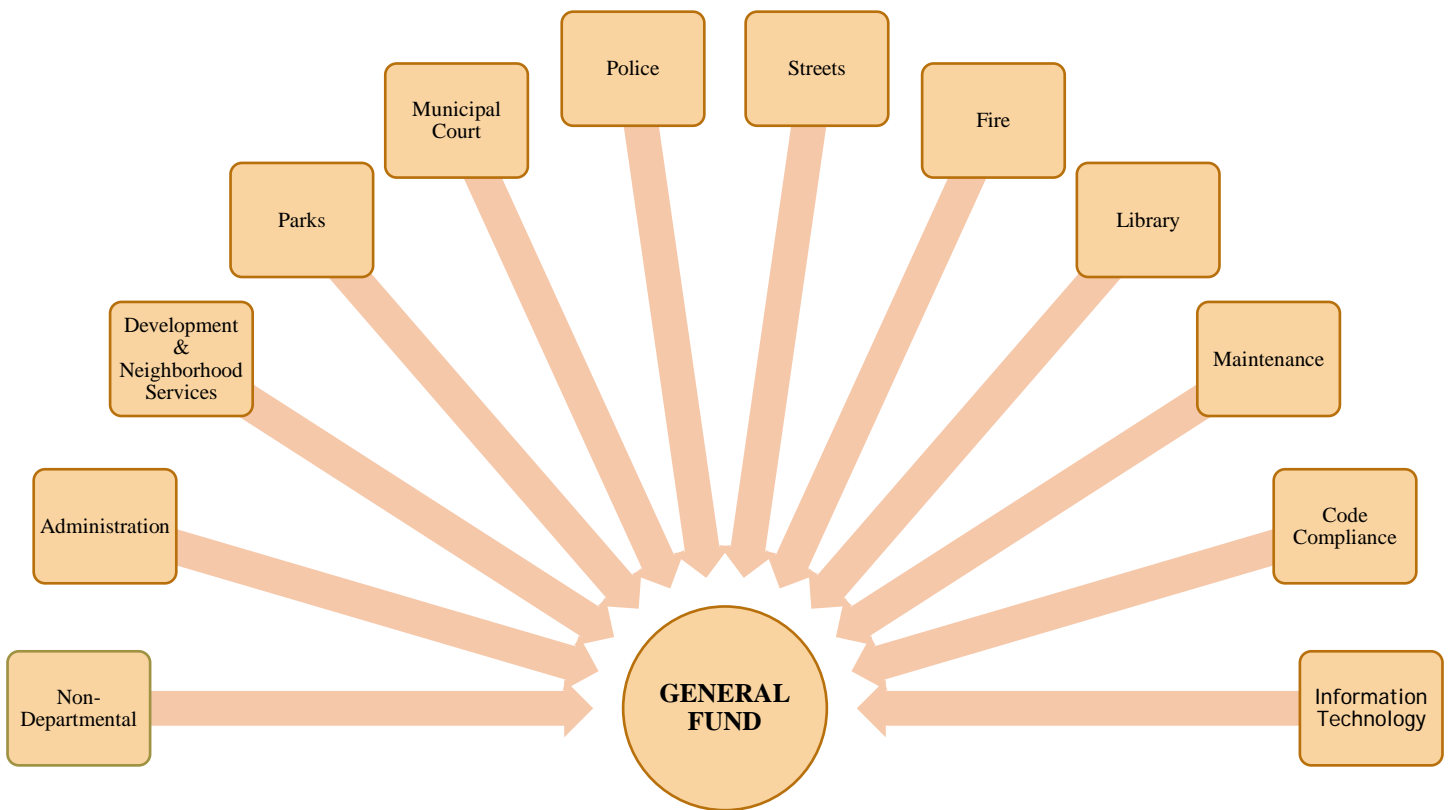 Police
Streets
Municipal
Court
Fire
Parks
Library
Development
&
Neighborhood
Services
Maintenance
Administration
Code
Compliance
Non-
Departmental
GENERAL
FUND
Information
Technology